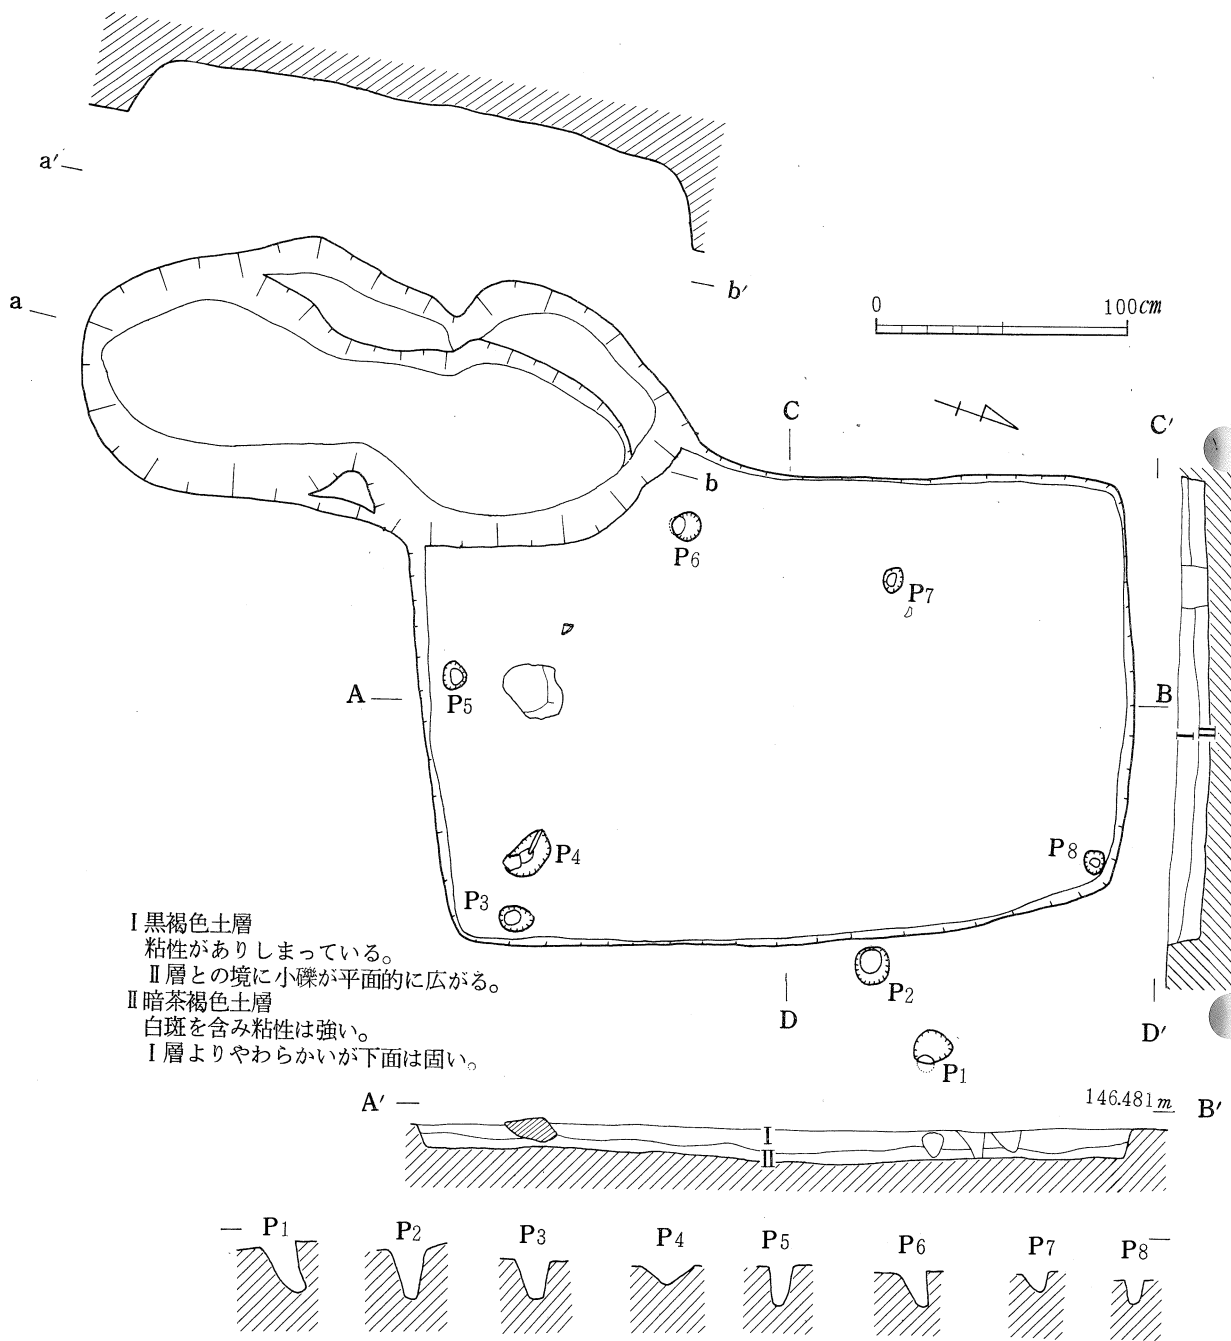 a′
a
b′
0 100cm
C
C′
b
P6
P7
A
P5
B
I II
P4
P8
P3
I 黒褐色土層
粘性がありしまっている。
II層との境に小礫が平面的に広がる。
II 暗茶褐色土層
白斑を含み粘性は強い。
I層よりやわらかいが下面は固い。
P2
D
D′
P1
A′
146.481m B′
I
II
P1 P2 P3 P4 P5 P6 P7 P8